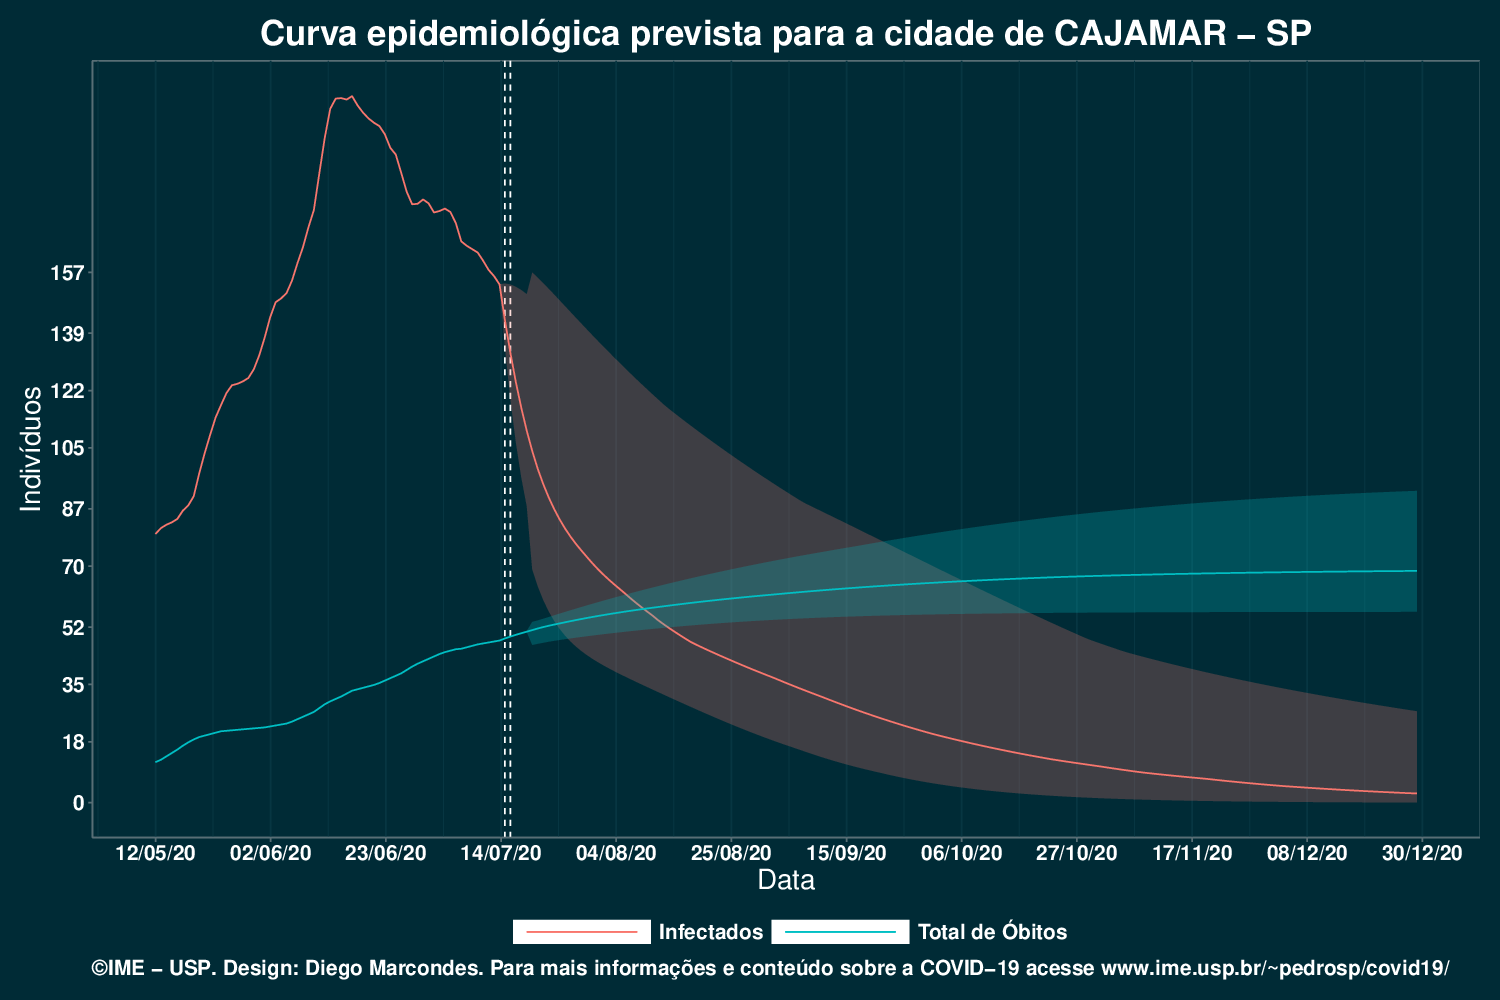 Curva epidemiológica prevista para a cidade de CAJAMAR – SP
Indivíduos
157
139
122
105
87
70
52
35
18
0
12/05/20 02/06/20 23/06/20 14/07/20 04/08/20 25/08/20 15/09/20 06/10/20 27/10/20 17/11/20 08/12/20 30/12/20
Data
Infectados Total de Óbitos
©IME – USP. Design: Diego Marcondes. Para mais informações e conteúdo sobre a COVID–19 acesse www.ime.usp.br/~pedrosp/covid19/